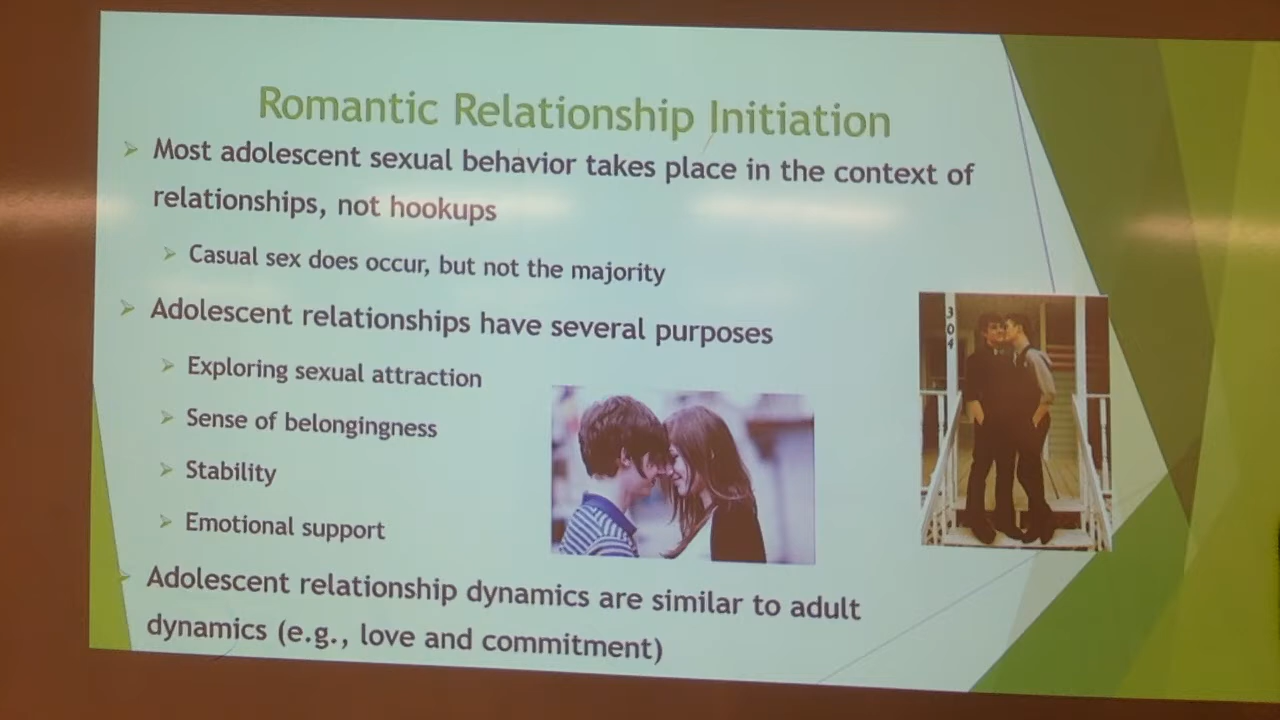 Romantic Relationship Initiation
Most adolescent sexual behavior takes place in the context of
relationships, not hookups
Casual sex does occur, but not the majority
Adolescent relationships have several purposes
Exploring sexual attraction
Sense of belongingness
Stability
Emotional support
Adolescent relationship dynamics are similar to adult
dynamics (e.g., love and commitment)
304